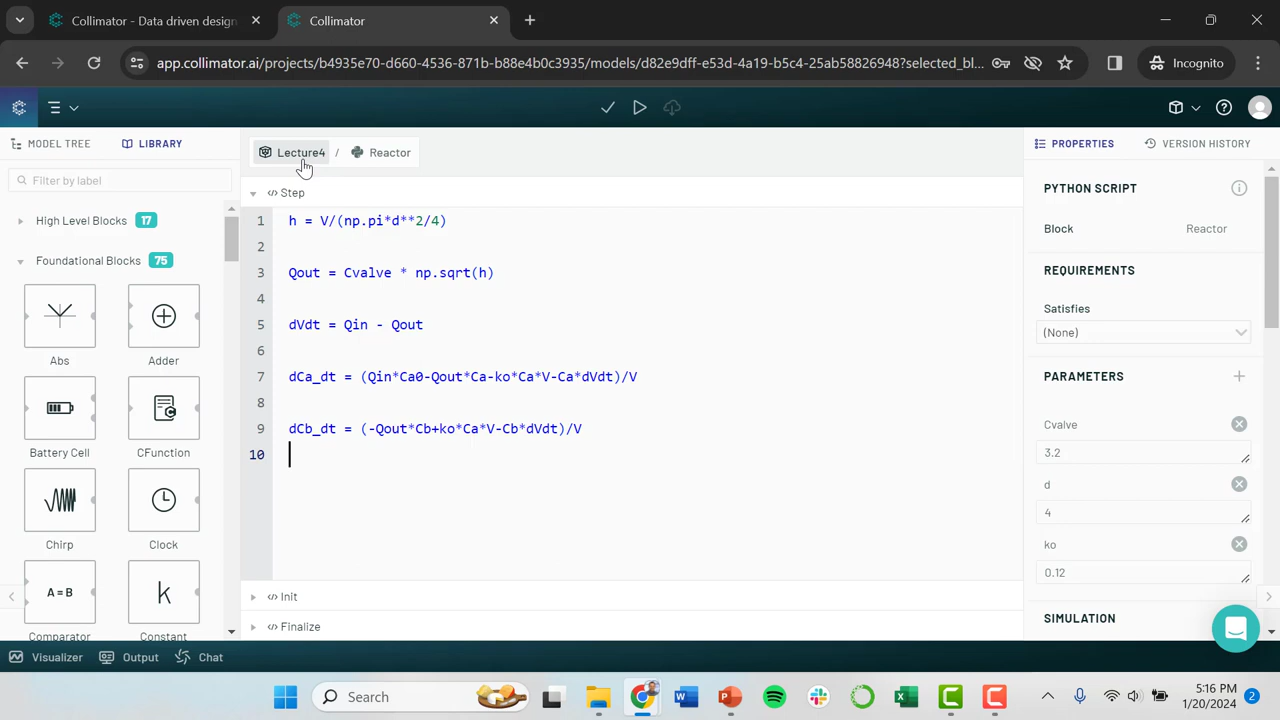 Collimator - Data driven design
Collimator
app.collimator.ai/projects/b4935e70-d660-4536-871b-b88e4b0c3935/models/d82e9dff-e53d-4a19-b5c4-25ab58826948?selected_bl...
Incognito
MODEL TREE
LIBRARY
Lecture4 / Reactor
PROPERTIES
VERSION HISTORY
Filter by label
High Level Blocks 17
Foundational Blocks 75
Abs
Adder
Battery Cell
CFunction
Chirp
Clock
A=B
k
Comparator
Constant
</> Step
1 h = V/(np.pi*d**2/4)
2
3 Qout = Cvalve * np.sqrt(h)
4
5 dVdt = Qin - Qout
6
7 dCa_dt = (Qin*Ca0-Qout*Ca-ko*Ca*V-Ca*dVdt)/V
8
9 dCb_dt = (-Qout*Cb+ko*Ca*V-Cb*dVdt)/V
10
</> Init
</> Finalize
PYTHON SCRIPT
Block Reactor
REQUIREMENTS
Satisfies
(None)
PARAMETERS
Cvalve
3.2
d
4
ko
0.12
SIMULATION
Visualizer
Output
Chat
Search
5:16 PM
1/20/2024
2